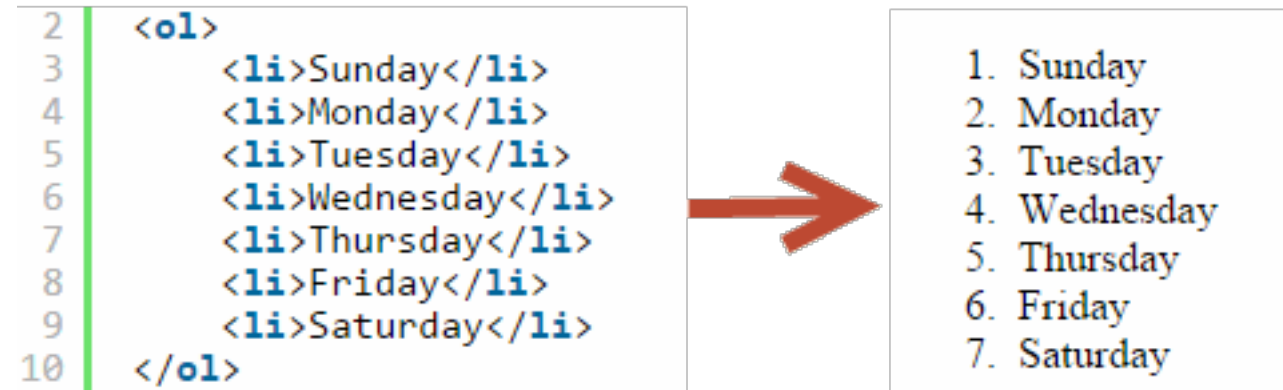 2 <ol>
3 <li>Sunday</li>
4 <li>Monday</li>
5 <li>Tuesday</li>
6 <li>Wednesday</li>
7 <li>Thursday</li>
8 <li>Friday</li>
9 <li>Saturday</li>
10 </ol>
1. Sunday
2. Monday
3. Tuesday
4. Wednesday
5. Thursday
6. Friday
7. Saturday